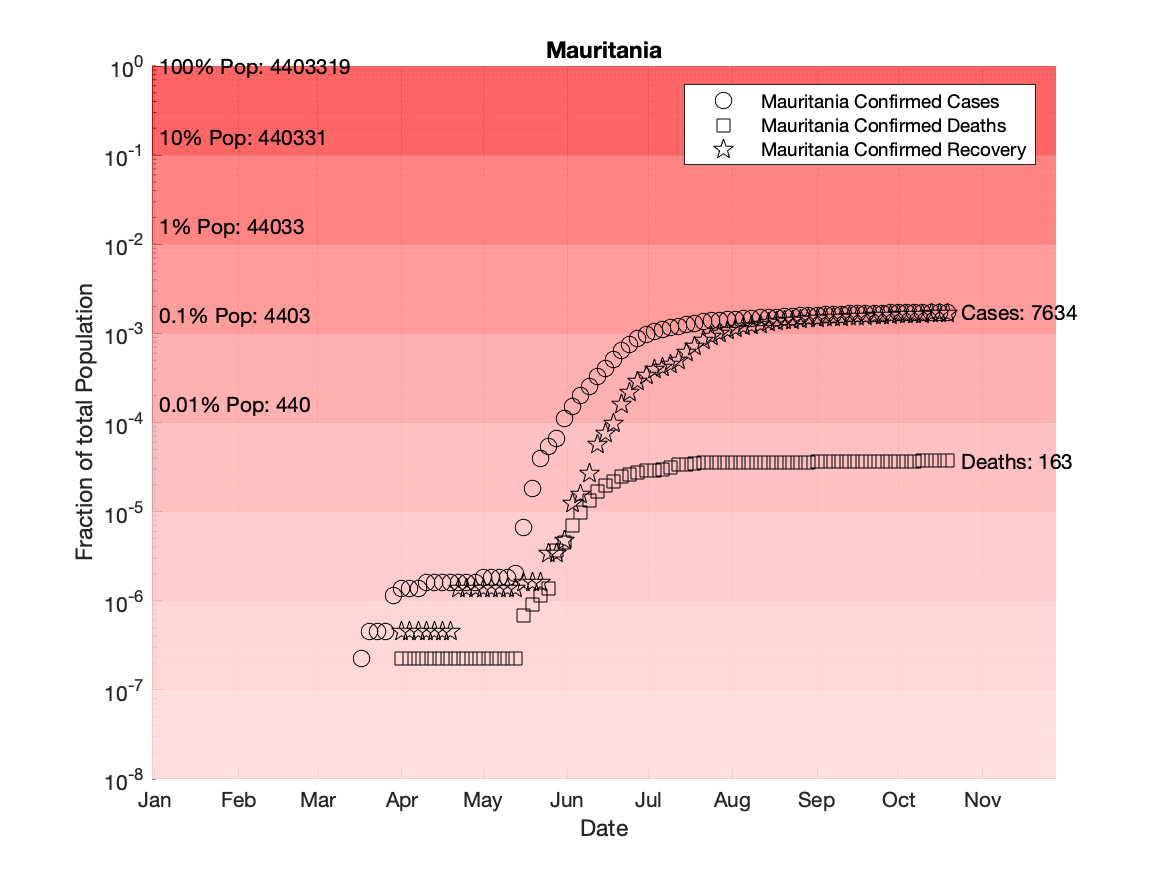 Mauritania
10^0
100% Pop: 4403319
Mauritania Confirmed Cases
Mauritania Confirmed Deaths
Mauritania Confirmed Recovery
10% Pop: 440331
10^-1
1% Pop: 44033
10^-2
0.1% Pop: 4403
Cases: 7634
10^-3
0.01% Pop: 440
10^-4
Deaths: 163
10^-5
10^-6
10^-7
10^-8
Fraction of total Population
Jan Feb Mar Apr May Jun Jul Aug Sep Oct Nov
Date